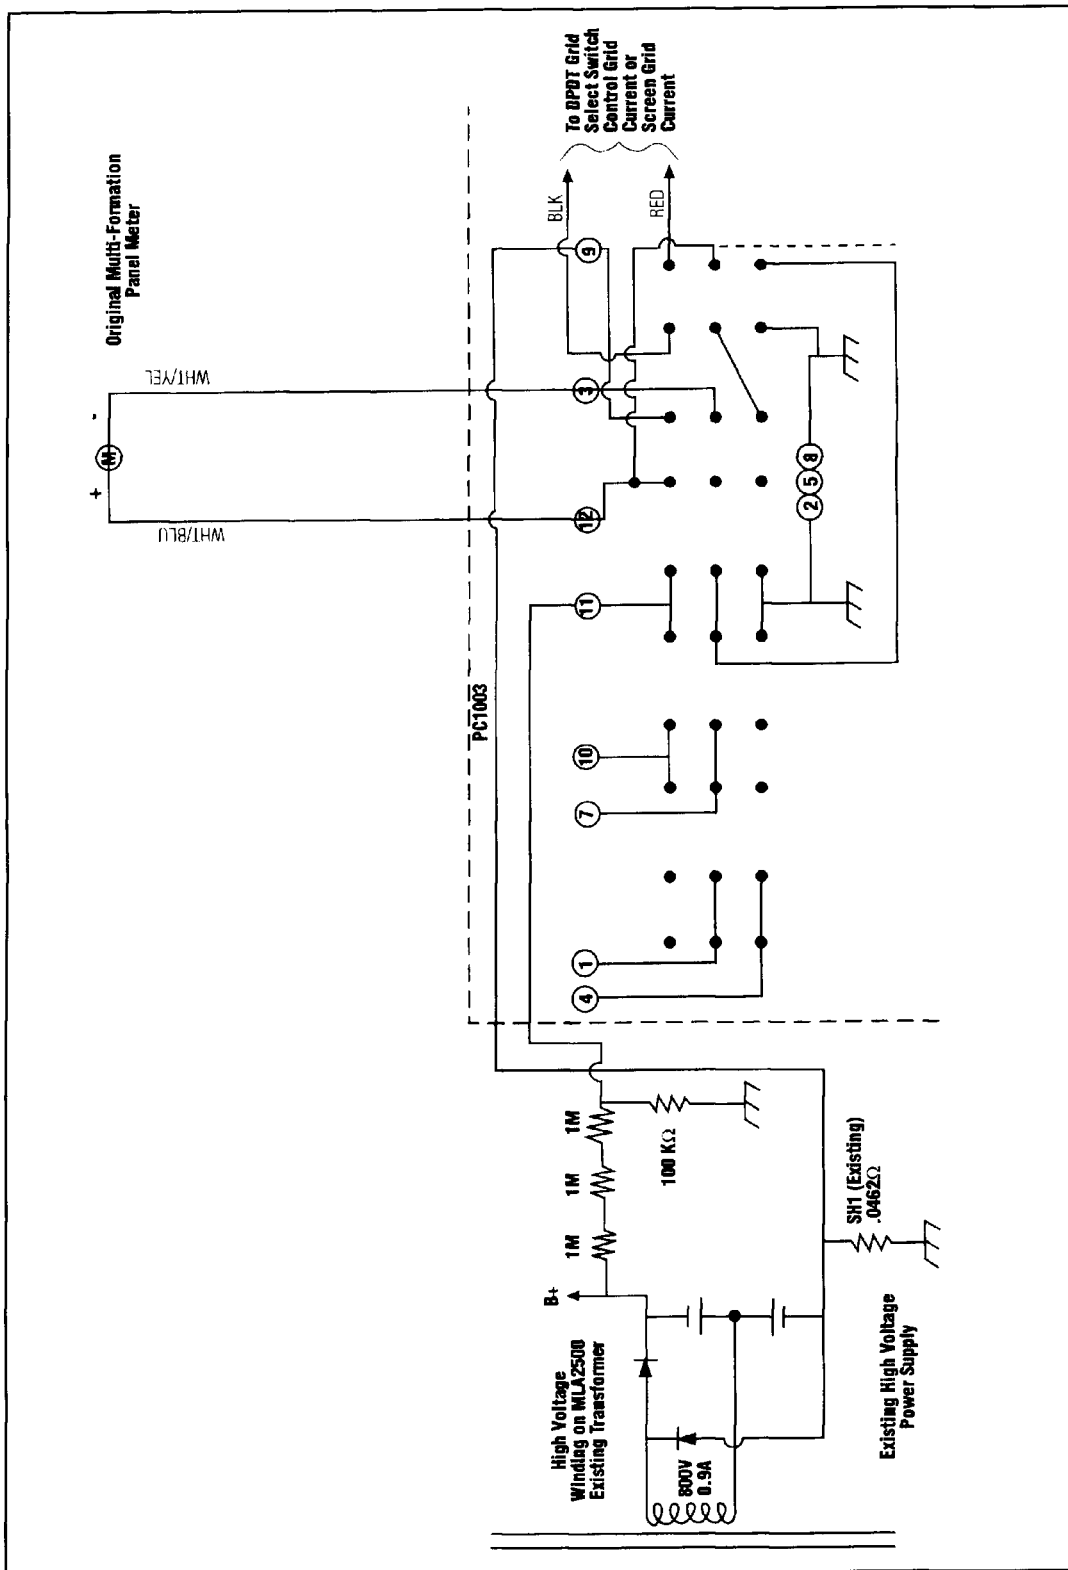 Original Multi-Formation
Panel Meter
+
M
-
WHT/BLU
WHT/YEL
To DPDT Grid
Select Switch
Control Grid
Current or
Screen Grid
Current
BLK
RED
PC1003
4
1
7
10
11
12
3
9
2
5
8
High Voltage
Winding on MLA2500
Existing Transformer
B+
1M
1M
1M
100 KΩ
800V
0.9A
SH1 (Existing)
.0462Ω
Existing High Voltage
Power Supply